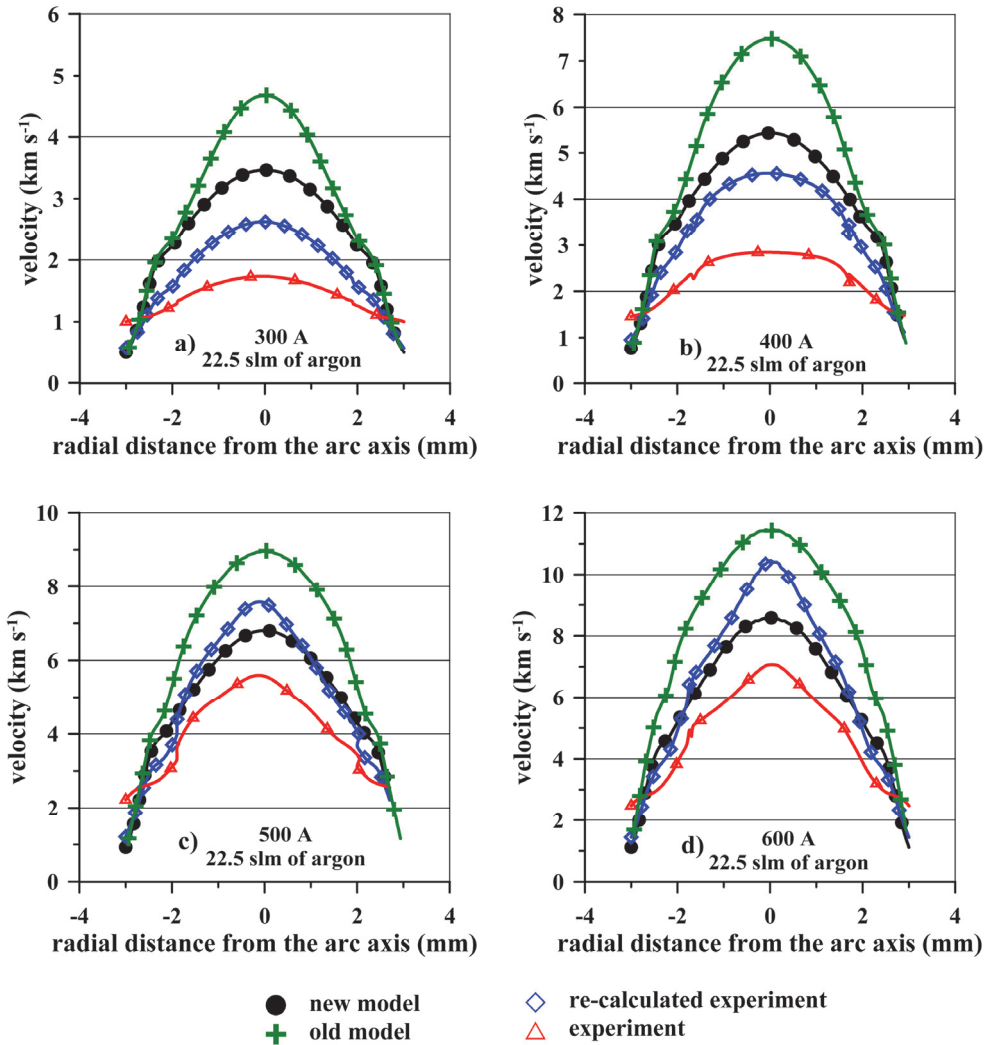 6
5
4
3
2
1
0
velocity (km s⁻¹)
a)
300 A
22.5 slm of argon
-4 -2 0 2 4
radial distance from the arc axis (mm)
8
7
6
5
4
3
2
1
0
velocity (km s⁻¹)
b)
400 A
22.5 slm of argon
-4 -2 0 2 4
radial distance from the arc axis (mm)
10
8
6
4
2
0
velocity (km s⁻¹)
c)
500 A
22.5 slm of argon
-4 -2 0 2 4
radial distance from the arc axis (mm)
12
10
8
6
4
2
0
velocity (km s⁻¹)
d)
600 A
22.5 slm of argon
-4 -2 0 2 4
radial distance from the arc axis (mm)
new model
old model
re-calculated experiment
experiment